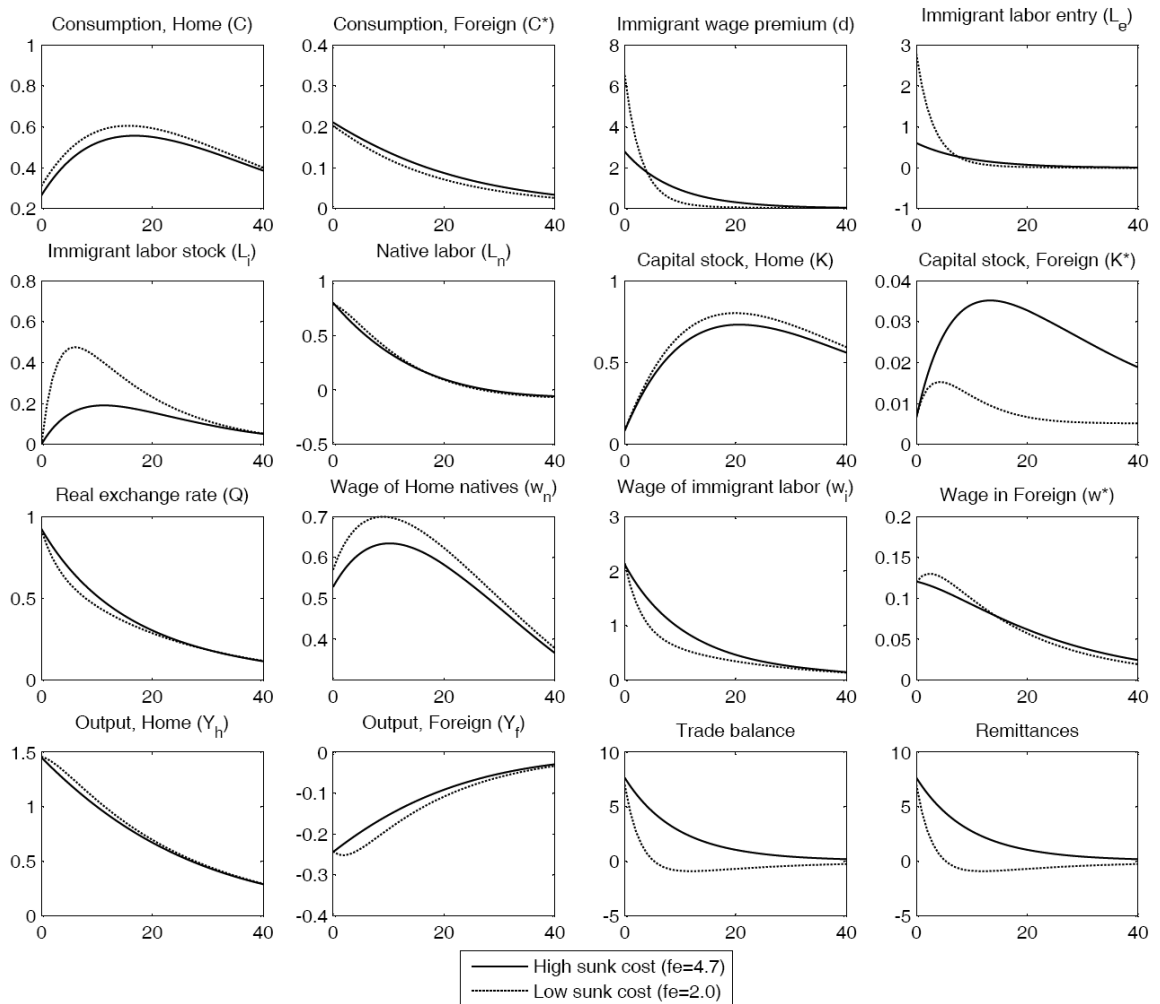 Consumption, Home (C)
Consumption, Foreign (C*)
Immigrant wage premium (d)
Immigrant labor entry (L_e)
1
0.8
0.6
0.4
0.2
0 20 40
0.4
0.3
0.2
0.1
0
0 20 40
8
6
4
2
0
0 20 40
3
2
1
0
-1
0 20 40
Immigrant labor stock (L_i)
Native labor (L_n)
Capital stock, Home (K)
Capital stock, Foreign (K*)
0.8
0.6
0.4
0.2
0
0 20 40
1
0.5
0
-0.5
0 20 40
1
0.5
0
0 20 40
0.04
0.03
0.02
0.01
0
0 20 40
Real exchange rate (Q)
Wage of Home natives (w_n)
Wage of immigrant labor (w_i)
Wage in Foreign (w*)
1
0.5
0
0 20 40
0.7
0.6
0.5
0.4
0 20 40
3
2
1
0
0 20 40
0.2
0.15
0.1
0.05
0
0 20 40
Output, Home (Y_h)
Output, Foreign (Y_f)
Trade balance
Remittances
1.5
1
0.5
0
0 20 40
0
-0.1
-0.2
-0.3
-0.4
0 20 40
10
5
0
-5
0 20 40
10
5
0
-5
0 20 40
High sunk cost (fe=4.7)
Low sunk cost (fe=2.0)